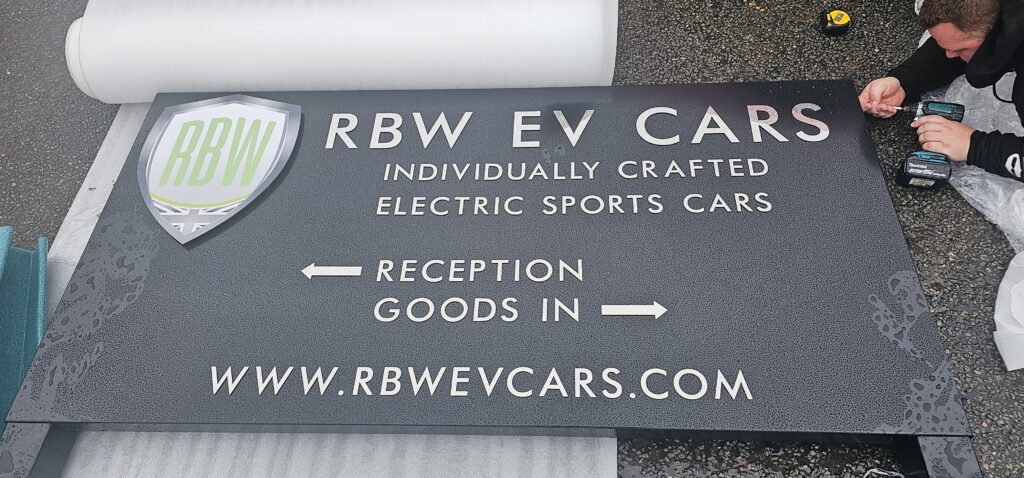 RBW
RBW EV CARS
INDIVIDUALLY CRAFTED
ELECTRIC SPORTS CARS
← RECEPTION
GOODS IN →
WWW.RBWEVCARS.COM